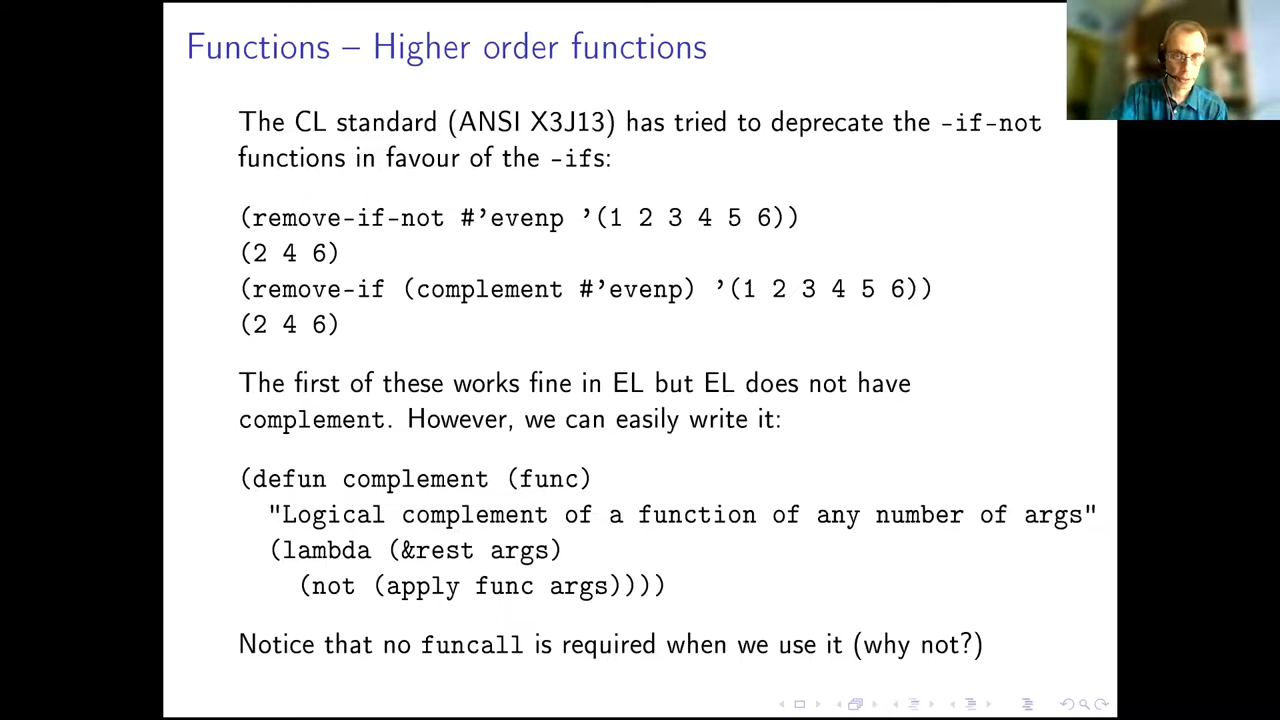 Functions – Higher order functions
The CL standard (ANSI X3J13) has tried to deprecate the -if-not
functions in favour of the -ifs:
(remove-if-not #’evenp ’(1 2 3 4 5 6))
(2 4 6)
(remove-if (complement #’evenp) ’(1 2 3 4 5 6))
(2 4 6)
The first of these works fine in EL but EL does not have
complement. However, we can easily write it:
(defun complement (func)
"Logical complement of a function of any number of args"
(lambda (&rest args)
(not (apply func args))))
Notice that no funcall is required when we use it (why not?)